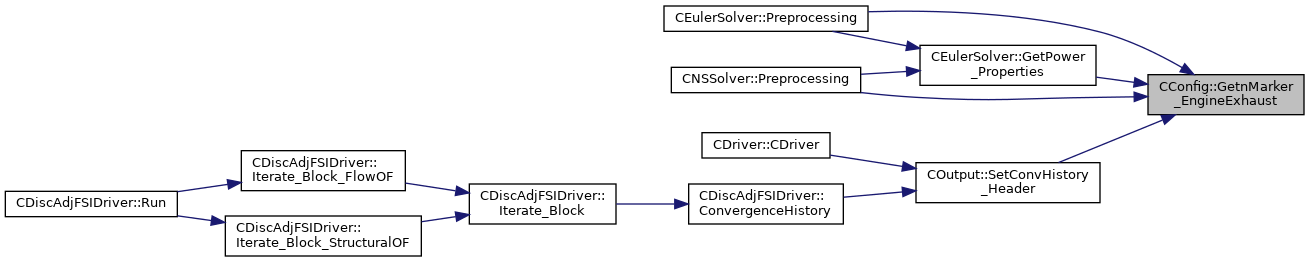 CEulerSolver::Preprocessing
CEulerSolver::GetPower
_Properties
CNSSolver::Preprocessing
CConfig::GetnMarker
_EngineExhaust
CDriver::CDriver
CDiscAdjFSIDriver::
Iterate_Block_FlowOF
COutput::SetConvHistory
_Header
CDiscAdjFSIDriver::Run
CDiscAdjFSIDriver::
Iterate_Block
CDiscAdjFSIDriver::
ConvergenceHistory
CDiscAdjFSIDriver::
Iterate_Block_StructuralOF